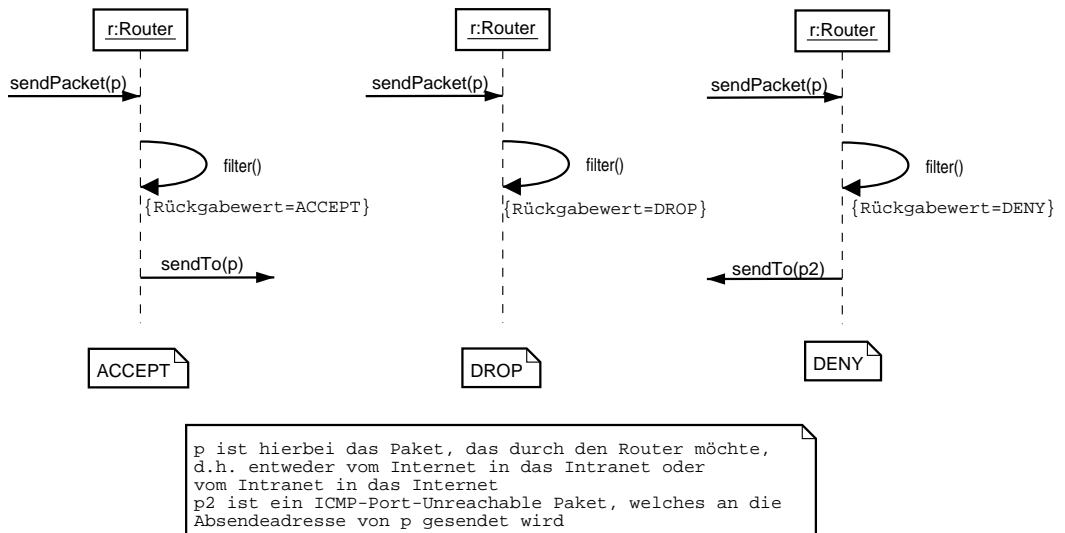 r:Router
sendPacket(p)
filter()
{Rückgabewert=ACCEPT}
sendTo(p)
ACCEPT
r:Router
sendPacket(p)
filter()
{Rückgabewert=DROP}
DROP
r:Router
sendPacket(p)
filter()
{Rückgabewert=DENY}
sendTo(p2)
DENY
p ist hierbei das Paket, das durch den Router möchte,
d.h. entweder vom Internet in das Intranet oder
vom Intranet in das Internet
p2 ist ein ICMP-Port-Unreachable Paket, welches an die
Absendeadresse von p gesendet wird